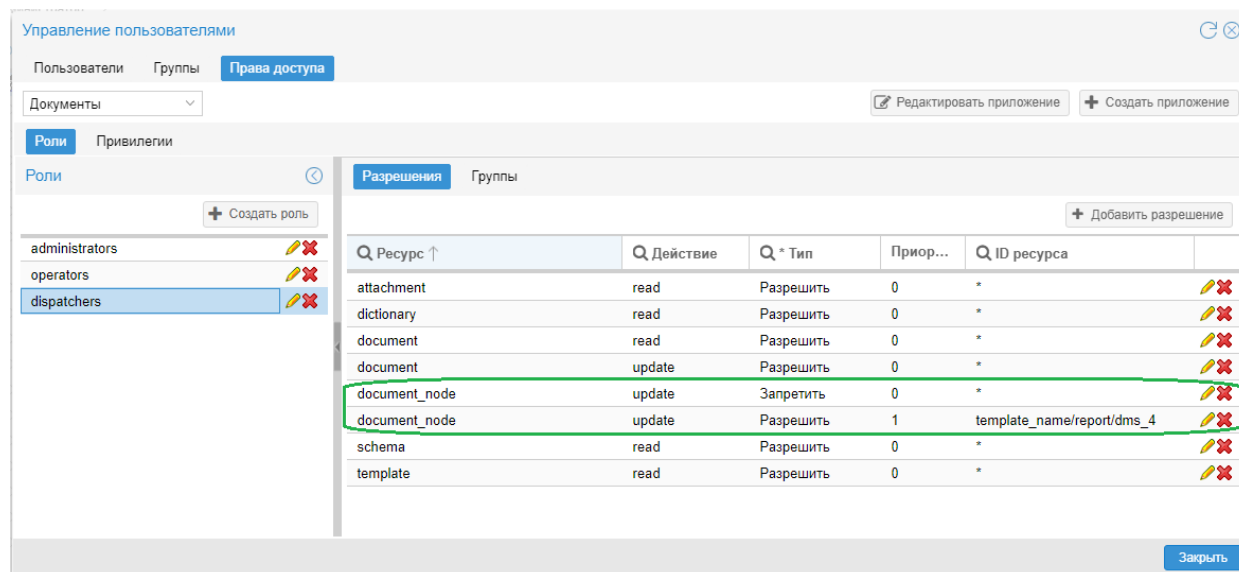 Управление пользователями
Пользователи Группы Права доступа
Документы Редактировать приложение Создать приложение
Роли Привилегии
Роли Разрешения Группы
Создать роль Добавить разрешение
administrators
operators
dispatchers
Ресурс ↑ Действие * Тип Приор... ID ресурса
attachment read Разрешить 0 *
dictionary read Разрешить 0 *
document read Разрешить 0 *
document update Разрешить 0 *
document_node update Запретить 0 *
document_node update Разрешить 1 template_name/report/dms_4
schema read Разрешить 0 *
template read Разрешить 0 *
Закрыть